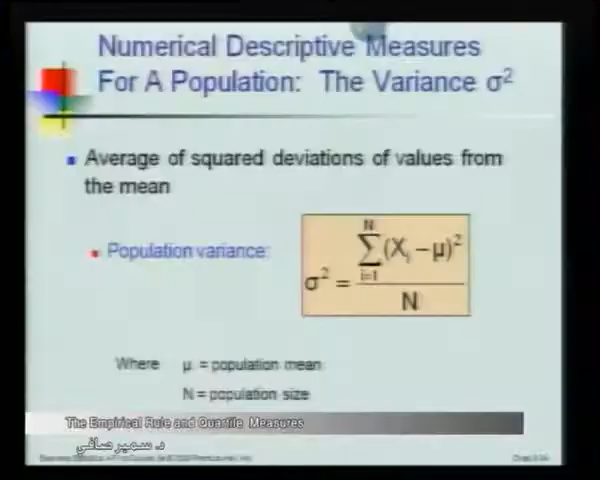 Numerical Descriptive Measures
For A Population: The Variance σ²
Average of squared deviations of values from
the mean
Population variance:
σ² = Σ (Xᵢ − μ)² / N
N
i=1
Where μ = population mean
N = population size
The Empirical Rule and Quartile Measures
د. سمير صافي